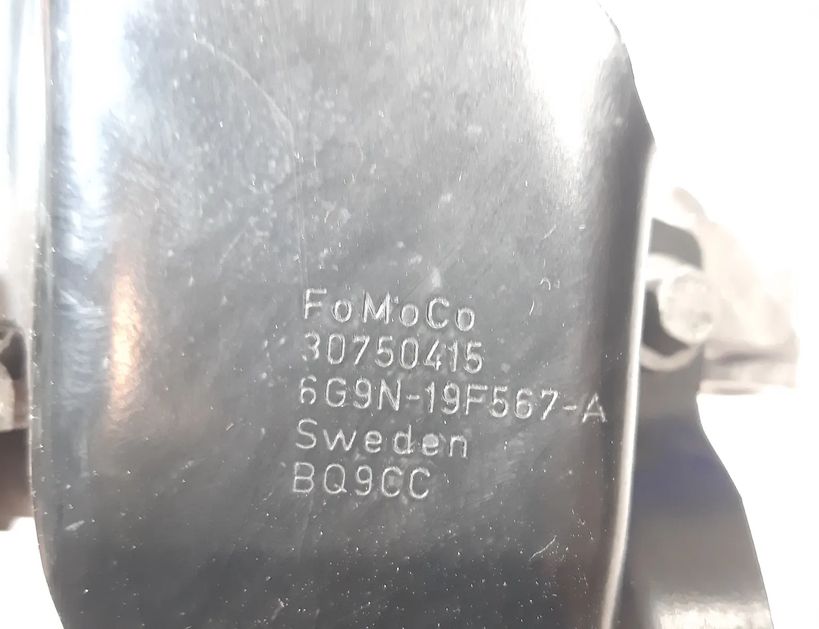 FoMoCo
30750415
6G9N-19F567-A
Sweden
BQ9CC